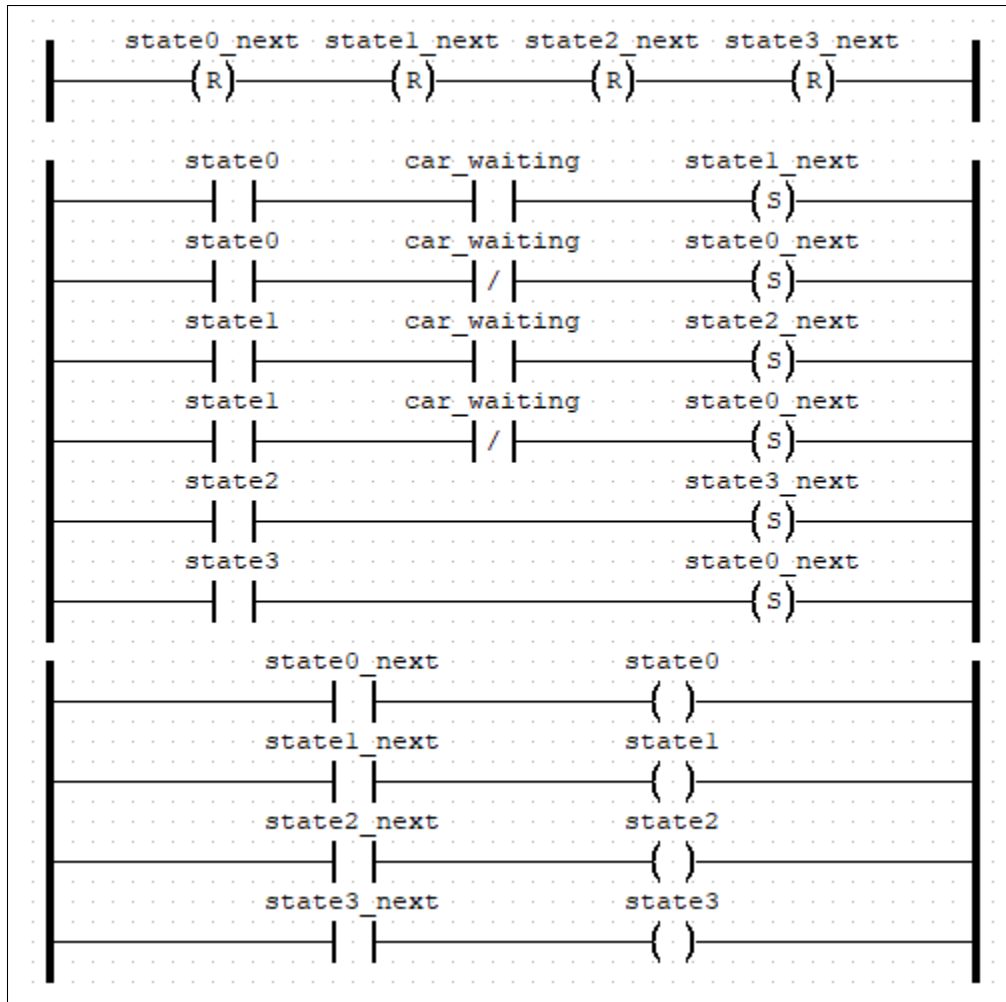 state0_next state1_next state2_next state3_next
R R R R
state0 car_waiting state1_next
S
state0 car_waiting state0_next
/ S
state1 car_waiting state2_next
S
state1 car_waiting state0_next
/ S
state2 state3_next
S
state3 state0_next
S
state0_next state0
state1_next state1
state2_next state2
state3_next state3